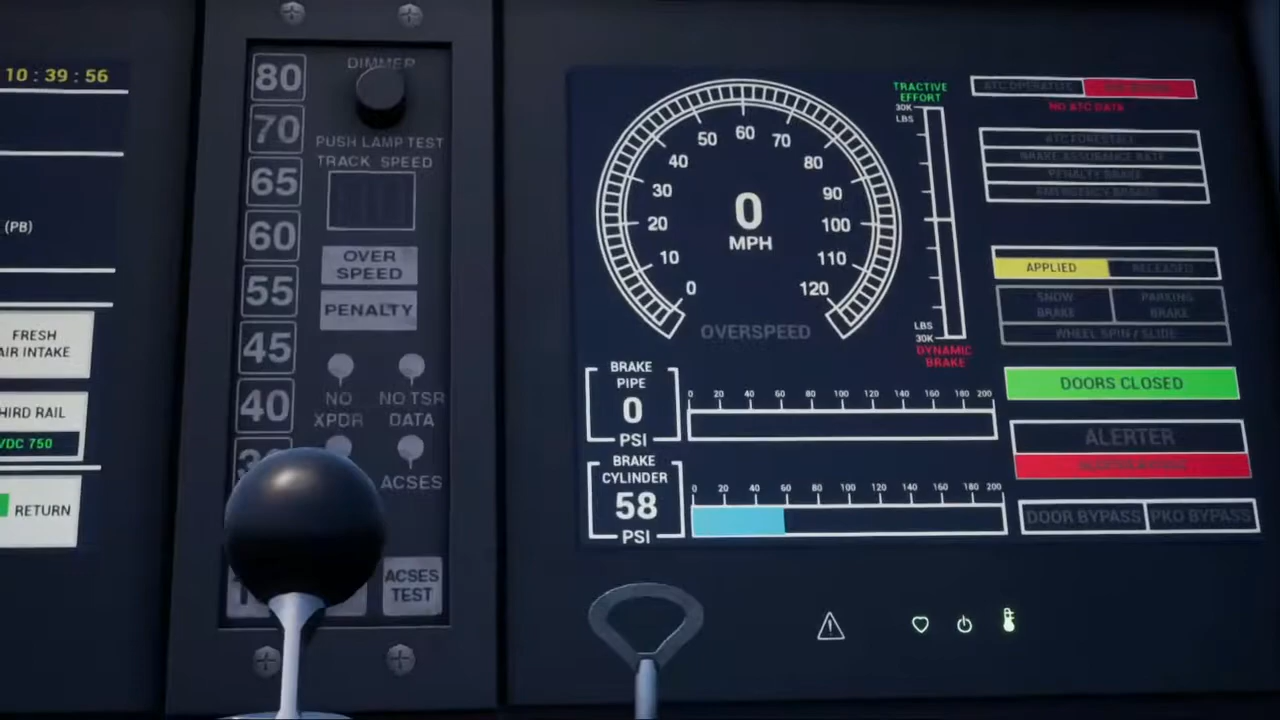 10 : 39 : 56
(PB)
FRESH
AIR INTAKE
THIRD RAIL
VDC 750
RETURN
80
70
65
60
55
45
40
DIMMER
PUSH LAMP TEST
TRACK SPEED
OVER
SPEED
PENALTY
NO
XPDR
NO TSR
DATA
ACSES
ACSES
TEST
0
10
20
30
40
50
60
70
80
90
100
110
120
0
MPH
OVERSPEED
TRACTIVE
EFFORT
30K
LBS
LBS
30K
DYNAMIC
BRAKE
BRAKE
PIPE
0
PSI
0 20 40 60 80 100 120 140 160 180 200
BRAKE
CYLINDER
58
PSI
0 20 40 60 80 100 120 140 160 180 200
ATC OPERATIVE
NO ATC DATA
ATC FORESTALL
BRAKE ASSURANCE RATE
PENALTY BRAKE
EMERGENCY BRAKE
APPLIED RELEASED
SNOW
BRAKE
PARKING
BRAKE
WHEEL SPIN / SLIDE
DOORS CLOSED
ALERTER
ALERTER BYPASS
DOOR BYPASS PKO BYPASS